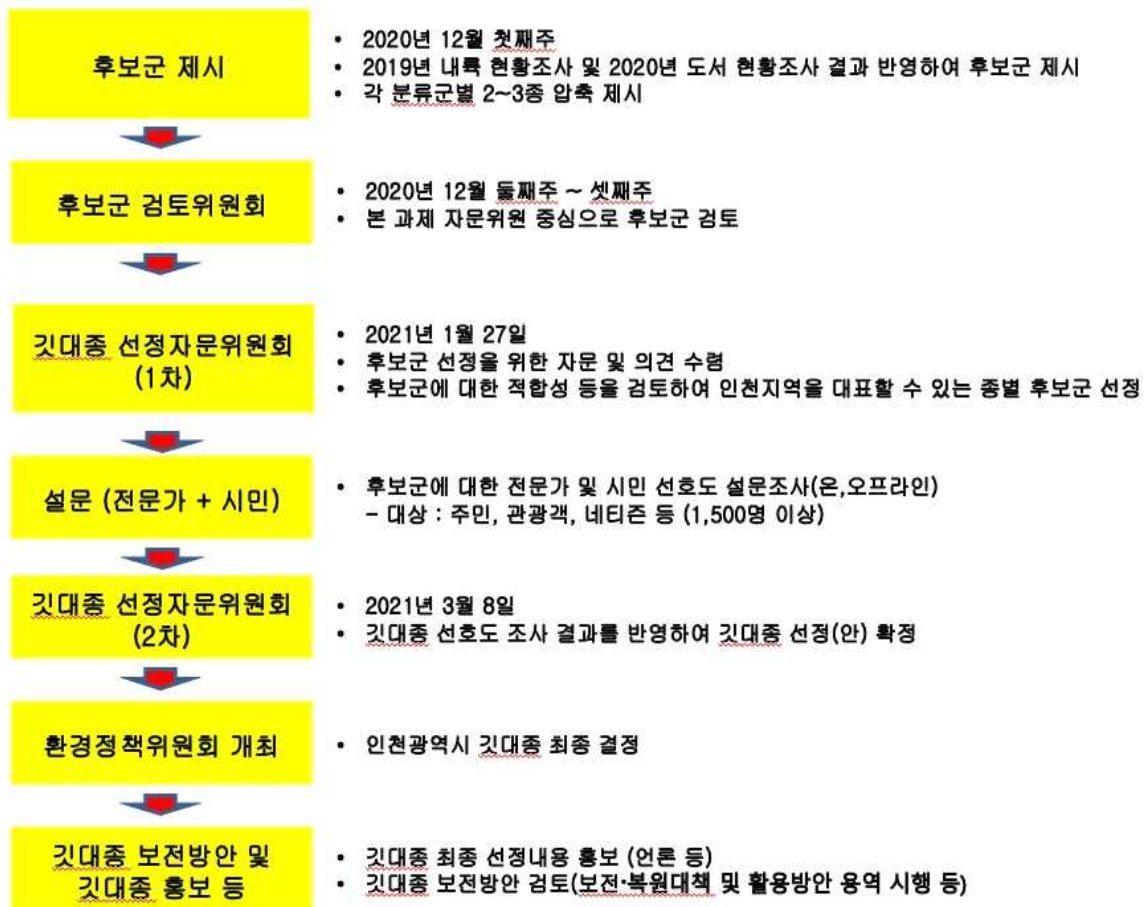 후보군 제시
• 2020년 12월 첫째주
• 2019년 내륙 현황조사 및 2020년 도서 현황조사 결과 반영하여 후보군 제시
• 각 분류군별 2~3종 압축 제시
후보군 검토위원회
• 2020년 12월 둘째주 ~ 셋째주
• 본 과제 자문위원 중심으로 후보군 검토
깃대종 선정자문위원회
(1차)
• 2021년 1월 27일
• 후보군 선정을 위한 자문 및 의견 수령
• 후보군에 대한 적합성 등을 검토하여 인천지역을 대표할 수 있는 종별 후보군 선정
설문 (전문가 + 시민)
• 후보군에 대한 전문가 및 시민 선호도 설문조사(온,오프라인)
– 대상 : 주민, 관광객, 네티즌 등 (1,500명 이상)
깃대종 선정자문위원회
(2차)
• 2021년 3월 8일
• 깃대종 선호도 조사 결과를 반영하여 깃대종 선정(안) 확정
환경정책위원회 개최
• 인천광역시 깃대종 최종 결정
깃대종 보전방안 및
깃대종 홍보 등
• 깃대종 최종 선정내용 홍보 (언론 등)
• 깃대종 보전방안 검토(보전·복원대책 및 활용방안 용역 시행 등)